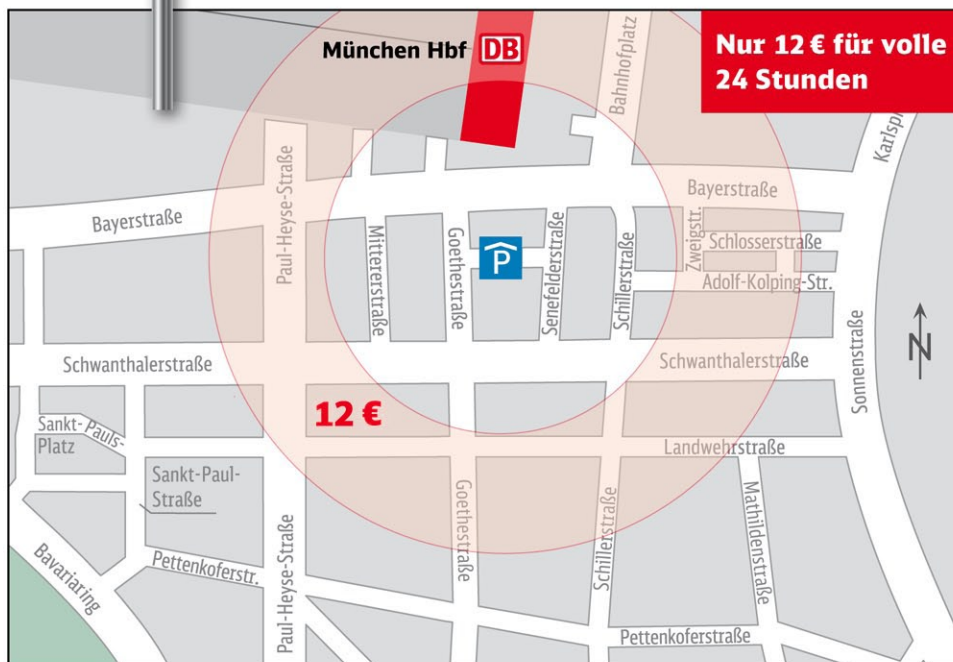 München Hbf DB
Nur 12 € für volle
24 Stunden
Bahnhofplatz
Paul-Heyse-Straße
Bayerstraße
Bayerstraße
Mittererstraße
Goethestraße
P
Senefelderstraße
Schillerstraße
Zweigstr.
Schlosserstraße
Adolf-Kolping-Str.
Schwanthalerstraße
Schwanthalerstraße
Sonnenstraße
N
12 €
Sankt-Pauls-
Platz
Landwehrstraße
Sankt-Paul-
Straße
Goethestraße
Schillerstraße
Mathildenstraße
Bavariaring
Pettenkoferstr.
Paul-Heyse-Straße
Pettenkoferstraße